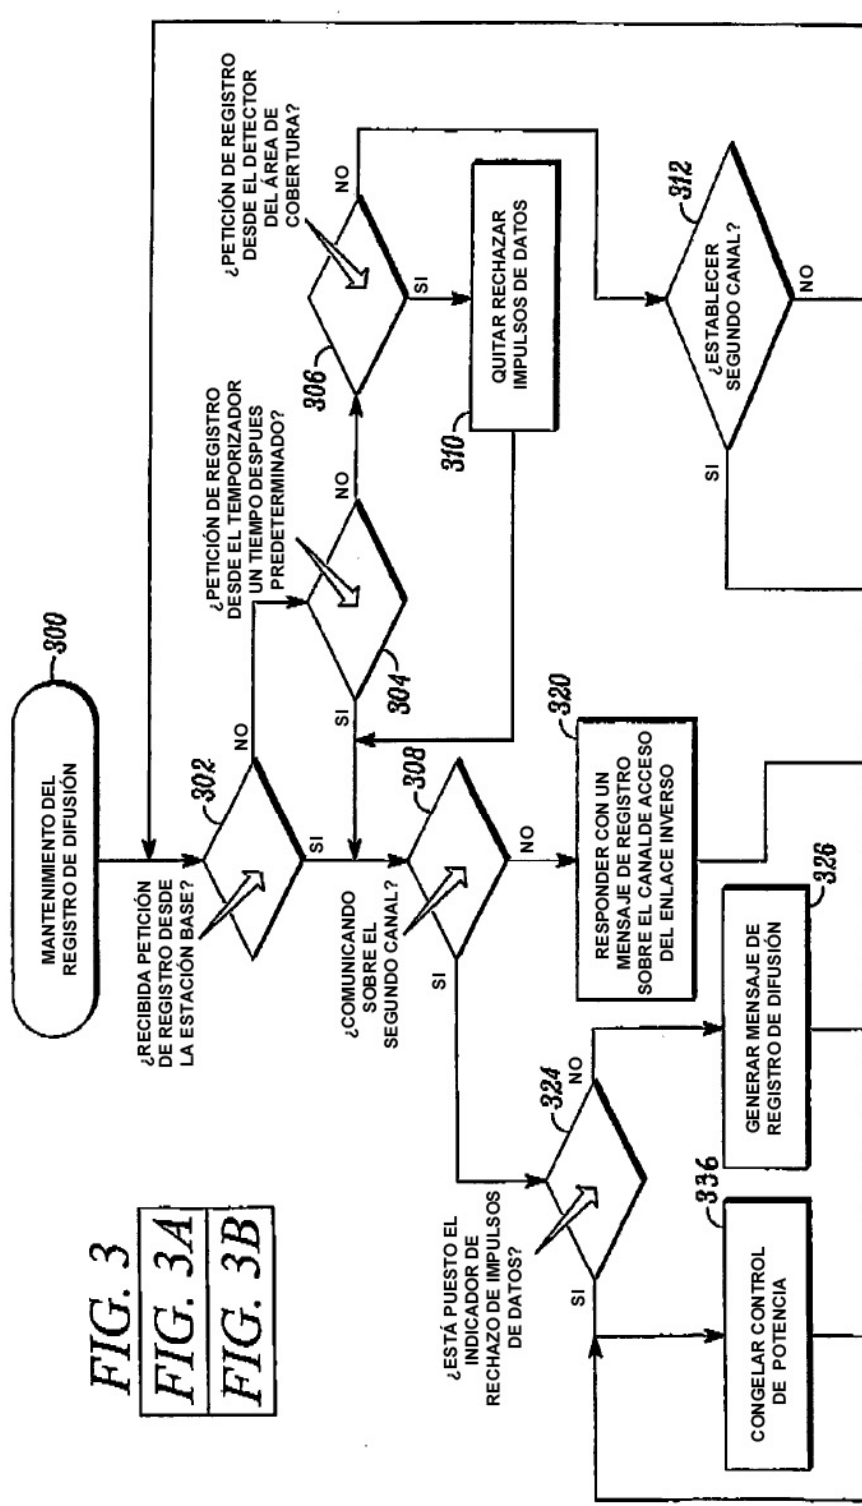 FIG. 3
FIG. 3A
FIG. 3B
MANTENIMIENTO DEL
REGISTRO DE DIFUSIÓN
300
¿RECIBIDA PETICIÓN
DE REGISTRO DESDE
LA ESTACIÓN BASE?
302
NO
SI
¿PETICIÓN DE REGISTRO
DESDE EL TEMPORIZADOR
UN TIEMPO DESPUES
PREDETERMINADO?
304
NO
SI
¿PETICIÓN DE REGISTRO
DESDE EL DETECTOR
DEL ÁREA DE
COBERTURA?
306
NO
SI
¿COMUNICANDO
SOBRE EL
SEGUNDO CANAL?
308
SI
NO
QUITAR RECHAZAR
IMPULSOS DE DATOS
310
¿ESTÁ PUESTO EL
INDICADOR DE
RECHAZO DE IMPULSOS
DE DATOS?
324
SI
NO
RESPONDER CON UN
MENSAJE DE REGISTRO
SOBRE EL CANALDE ACCESO
DEL ENLACE INVERSO
320
¿ESTABLECER
SEGUNDO CANAL?
312
SI
NO
CONGELAR CONTROL
DE POTENCIA
336
GENERAR MENSAJE DE
REGISTRO DE DIFUSIÓN
326